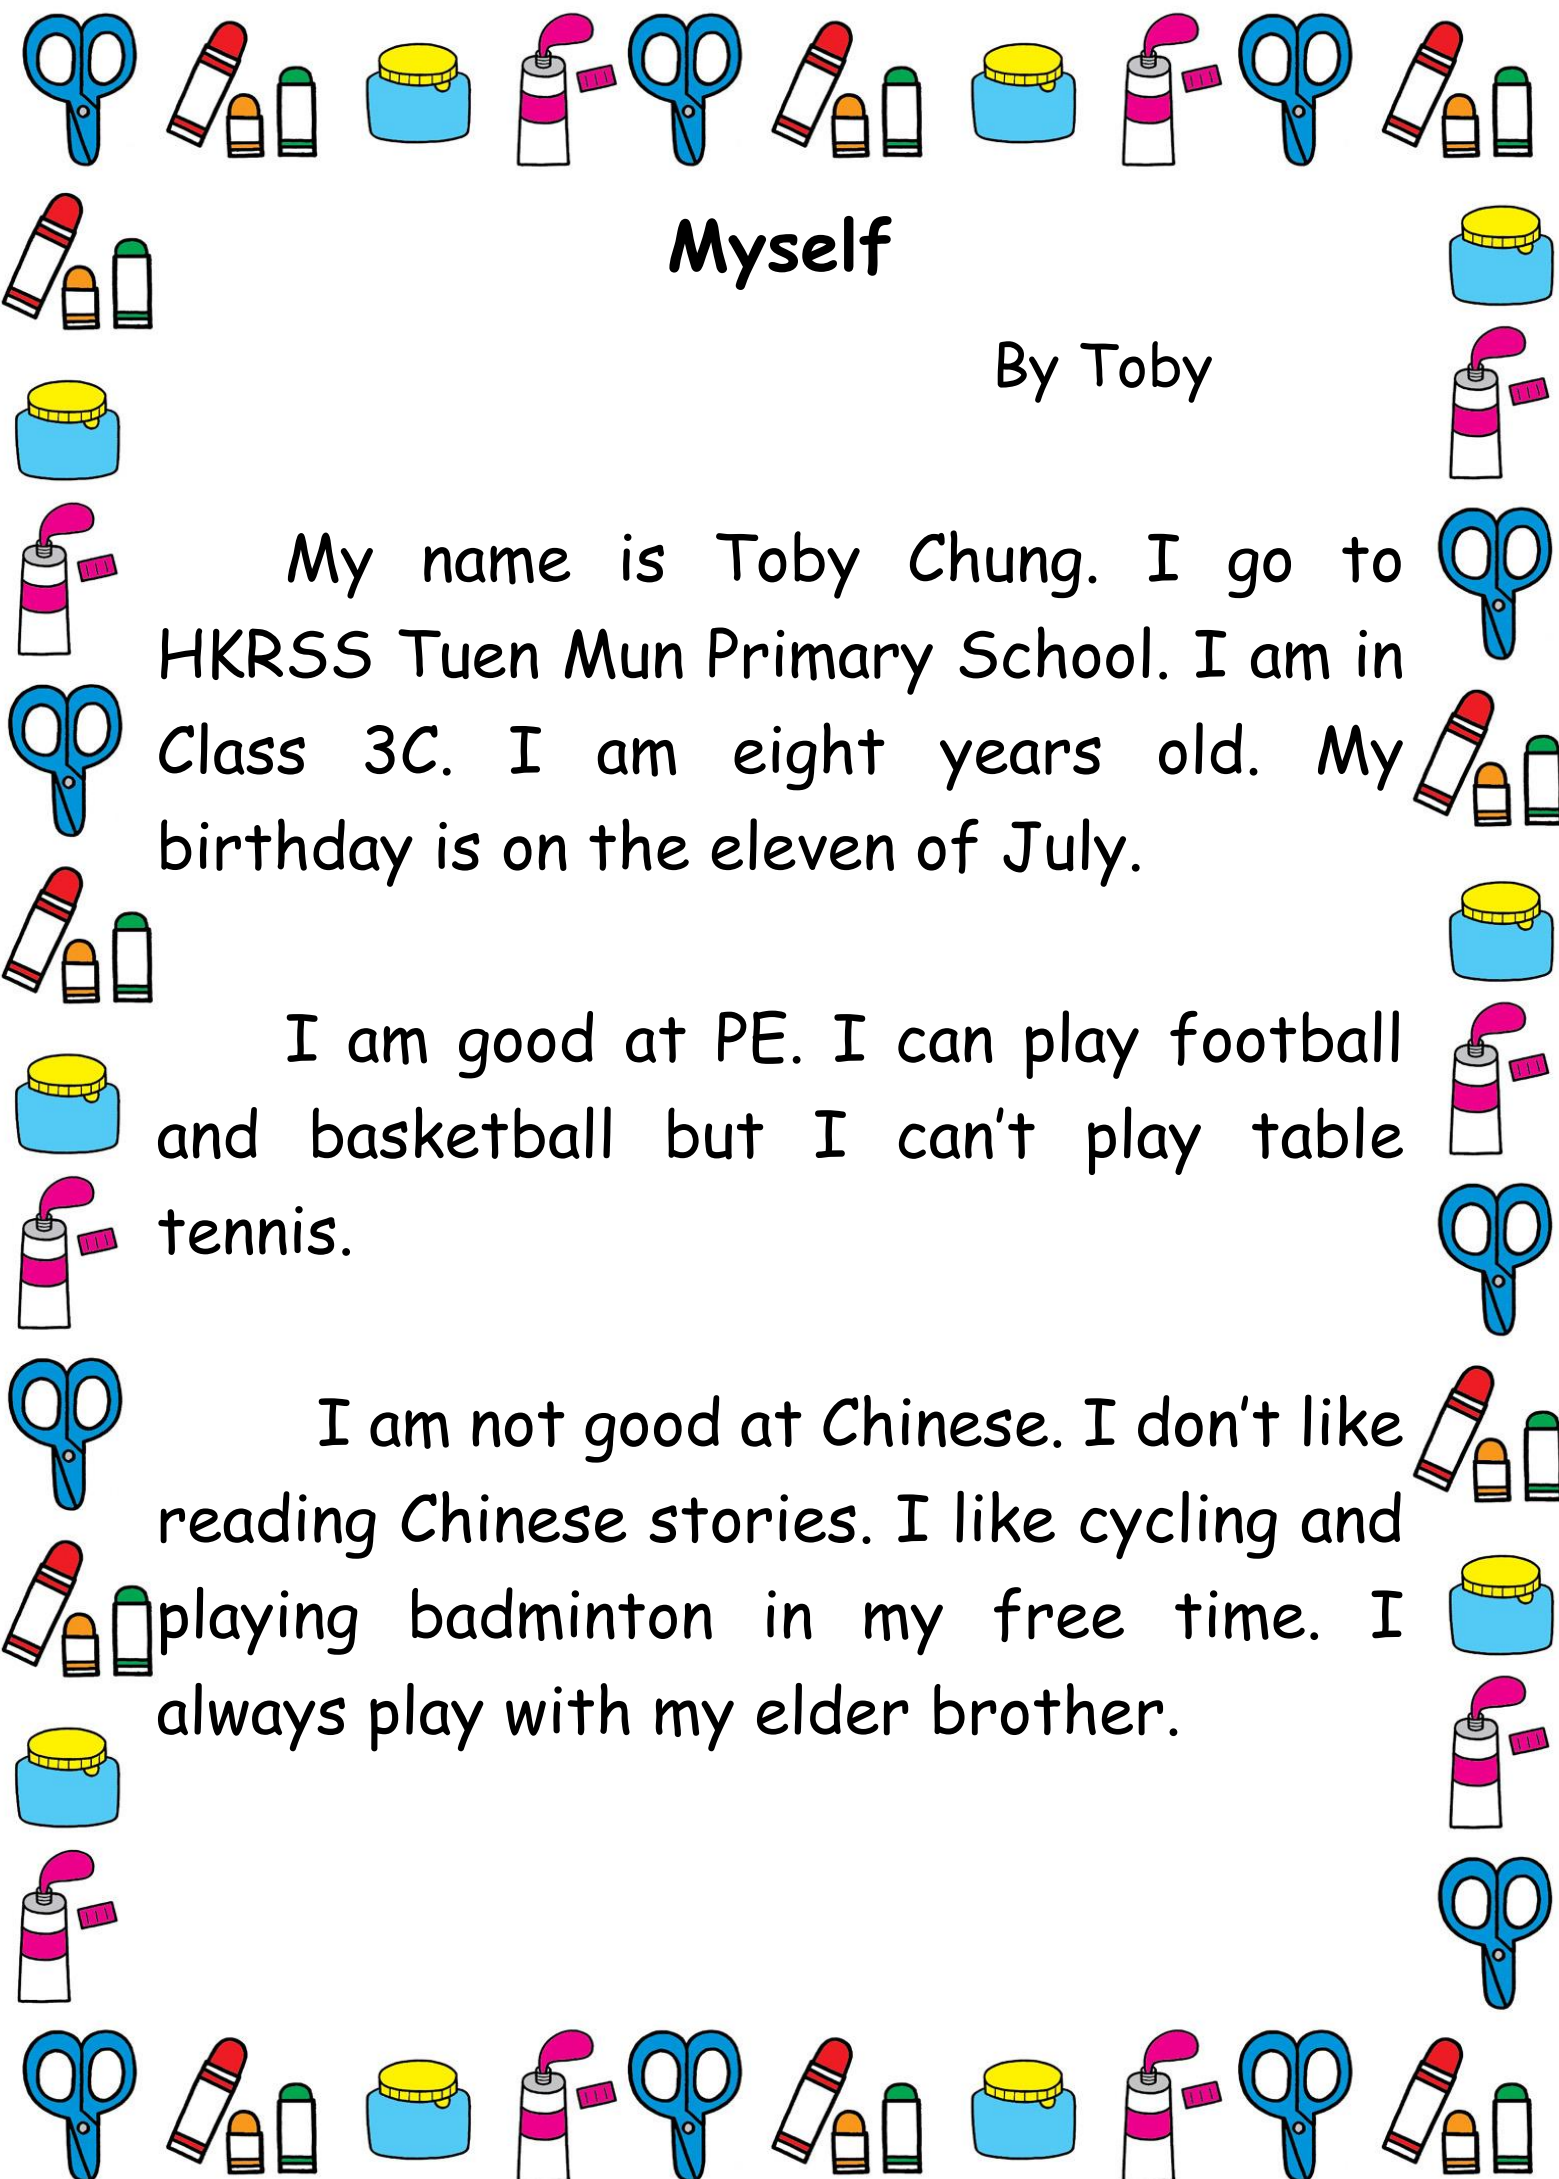 Myself
By Toby
My name is Toby Chung. I go to
HKRSS Tuen Mun Primary School. I am in
Class 3C. I am eight years old. My
birthday is on the eleven of July.
I am good at PE. I can play football
and basketball but I can’t play table
tennis.
I am not good at Chinese. I don’t like
reading Chinese stories. I like cycling and
playing badminton in my free time. I
always play with my elder brother.